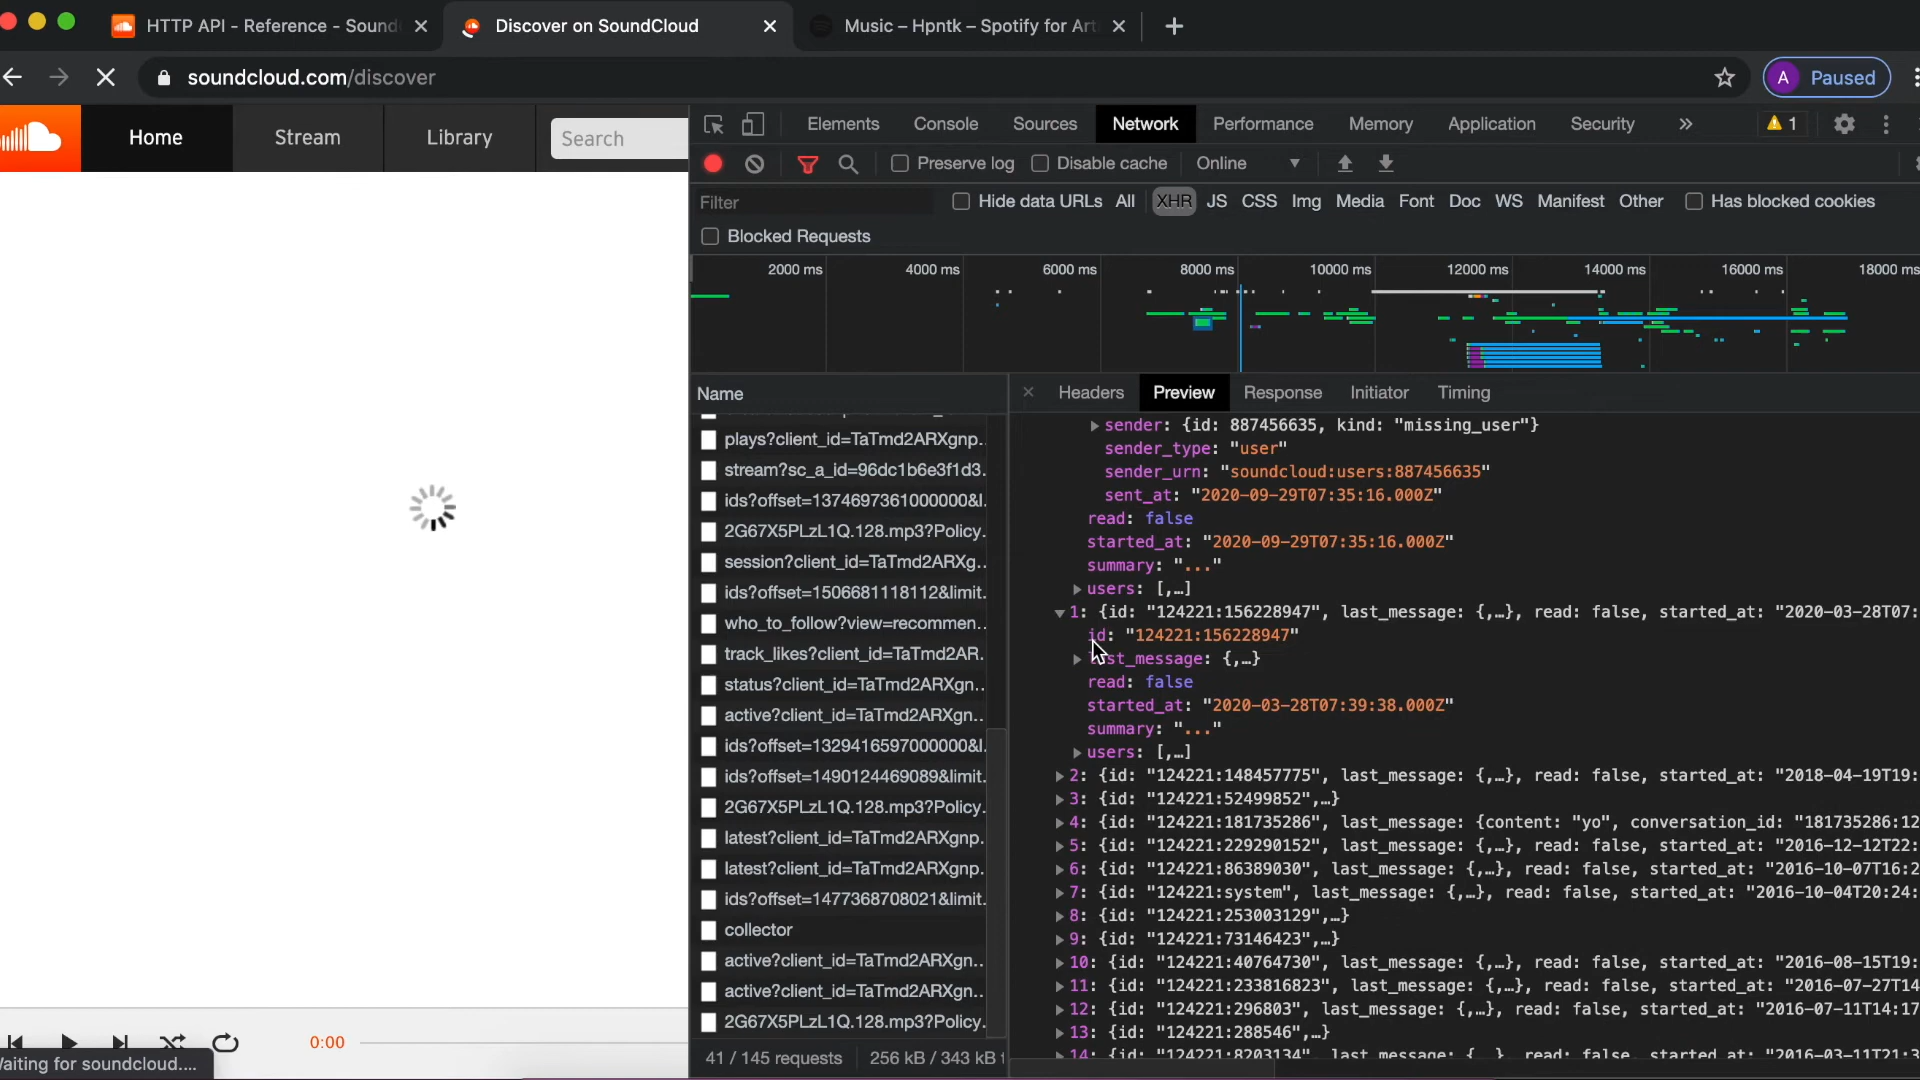 HTTP API - Reference - Sound
Discover on SoundCloud
Music – Hpntk – Spotify for Art
soundcloud.com/discover
A Paused
Home Stream Library Search
Elements Console Sources Network Performance Memory Application Security » 1
Preserve log Disable cache Online
Filter Hide data URLs All XHR JS CSS Img Media Font Doc WS Manifest Other Has blocked cookies
Blocked Requests
2000 ms 4000 ms 6000 ms 8000 ms 10000 ms 12000 ms 14000 ms 16000 ms 18000 ms
Name
plays?client_id=TaTmd2ARXgnp...
stream?sc_a_id=96dc1b6e3f1d3...
ids?offset=1374697361000000&l...
2G67X5PLzL1Q.128.mp3?Policy...
session?client_id=TaTmd2ARXg...
ids?offset=1506681118112&limit...
who_to_follow?view=recommen...
track_likes?client_id=TaTmd2AR...
status?client_id=TaTmd2ARXgn...
active?client_id=TaTmd2ARXgn...
ids?offset=1329416597000000&l...
ids?offset=1490124469089&limit...
2G67X5PLzL1Q.128.mp3?Policy...
latest?client_id=TaTmd2ARXgnp...
latest?client_id=TaTmd2ARXgnp...
ids?offset=1477368708021&limit...
collector
active?client_id=TaTmd2ARXgn...
active?client_id=TaTmd2ARXgn...
2G67X5PLzL1Q.128.mp3?Policy...
41 / 145 requests 256 kB / 343 kB t
Headers Preview Response Initiator Timing
sender: {id: 887456635, kind: "missing_user"}
sender_type: "user"
sender_urn: "soundcloud:users:887456635"
sent_at: "2020-09-29T07:35:16.000Z"
read: false
started_at: "2020-09-29T07:35:16.000Z"
summary: "..."
users: [,…]
1: {id: "124221:156228947", last_message: {,…}, read: false, started_at: "2020-03-28T07:
id: "124221:156228947"
last_message: {,…}
read: false
started_at: "2020-03-28T07:39:38.000Z"
summary: "..."
users: [,…]
2: {id: "124221:148457775", last_message: {,…}, read: false, started_at: "2018-04-19T19:
3: {id: "124221:52499852",…}
4: {id: "124221:181735286", last_message: {content: "yo", conversation_id: "181735286:12
5: {id: "124221:229290152", last_message: {,…}, read: false, started_at: "2016-12-12T22:
6: {id: "124221:86389030", last_message: {,…}, read: false, started_at: "2016-10-07T16:2
7: {id: "124221:system", last_message: {,…}, read: false, started_at: "2016-10-04T20:24:
8: {id: "124221:253003129",…}
9: {id: "124221:73146423",…}
10: {id: "124221:40764730", last_message: {,…}, read: false, started_at: "2016-08-15T19:
11: {id: "124221:233816823", last_message: {,…}, read: false, started_at: "2016-07-27T14
12: {id: "124221:296803", last_message: {,…}, read: false, started_at: "2016-07-11T14:17
13: {id: "124221:288546",…}
14: {id: "124221:8203134", last_message: {,…}, read: false, started_at: "2016-03-11T21:3
0:00
Waiting for soundcloud....